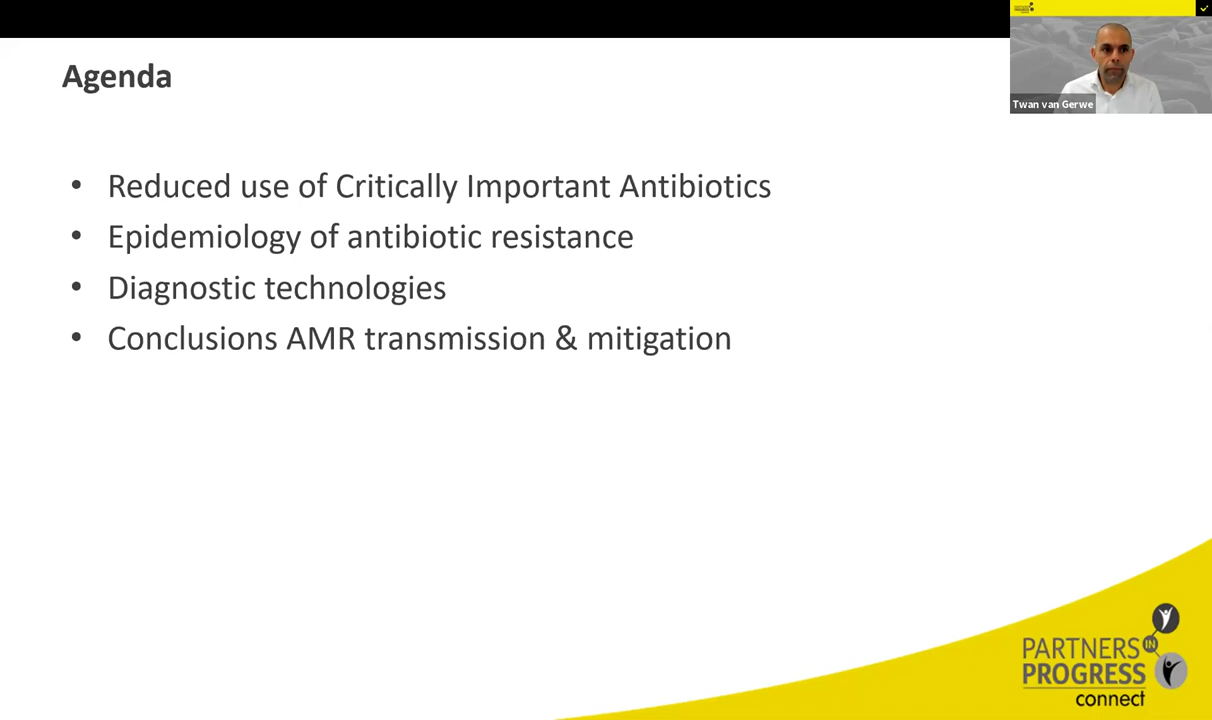 Agenda
Twan van Gerwe
• Reduced use of Critically Important Antibiotics
• Epidemiology of antibiotic resistance
• Diagnostic technologies
• Conclusions AMR transmission & mitigation
PARTNERS IN
PROGRESS
connect